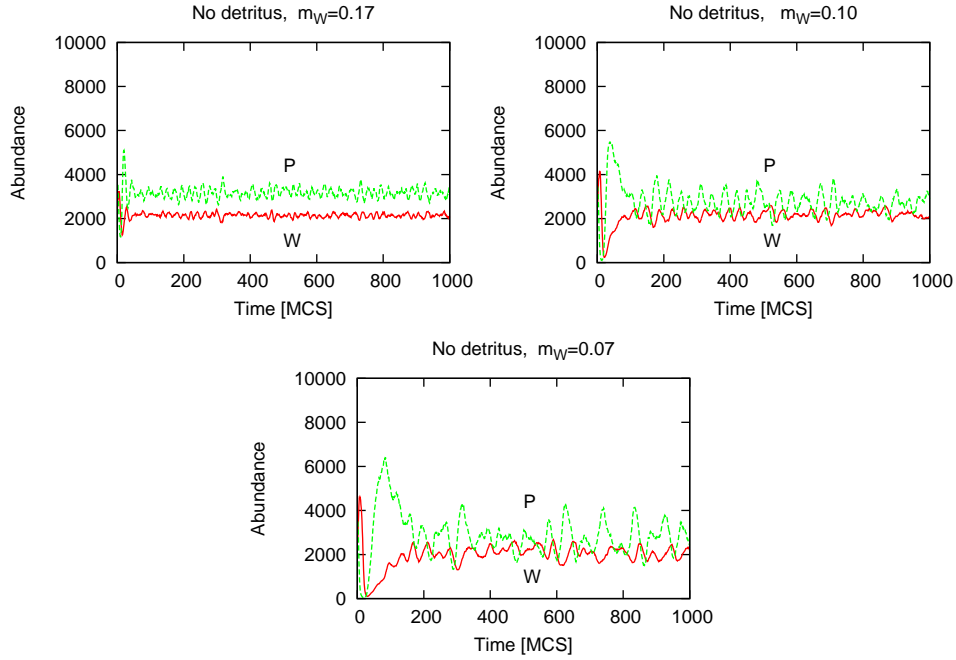 No detritus, m_W=0.17
10000
8000
6000
4000
2000
0
Abundance
P
W
0 200 400 600 800 1000
Time [MCS]
No detritus, m_W=0.10
10000
8000
6000
4000
2000
0
Abundance
P
W
0 200 400 600 800 1000
Time [MCS]
No detritus, m_W=0.07
10000
8000
6000
4000
2000
0
Abundance
P
W
0 200 400 600 800 1000
Time [MCS]